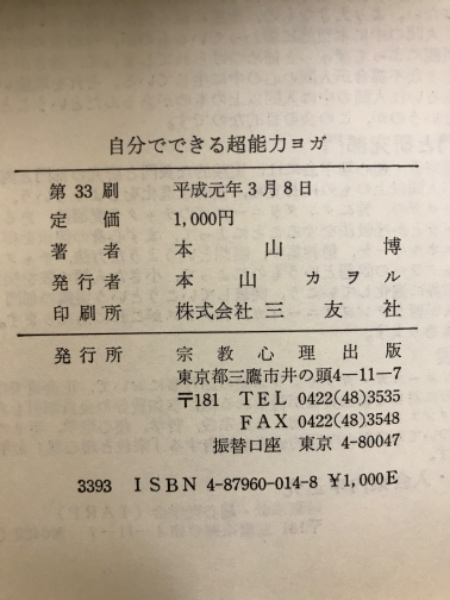 自分でできる超能力ヨガ
第33刷 平成元年3月8日
定価 1,000円
著者 本山博
発行者 本山カヲル
印刷所 株式会社三友社
発行所 宗教心理出版
東京都三鷹市井の頭4-11-7
〒181 TEL 0422(48)3535
FAX 0422(48)3548
振替口座 東京 4-80047
3393 ISBN 4-87960-014-8 ¥1,000E